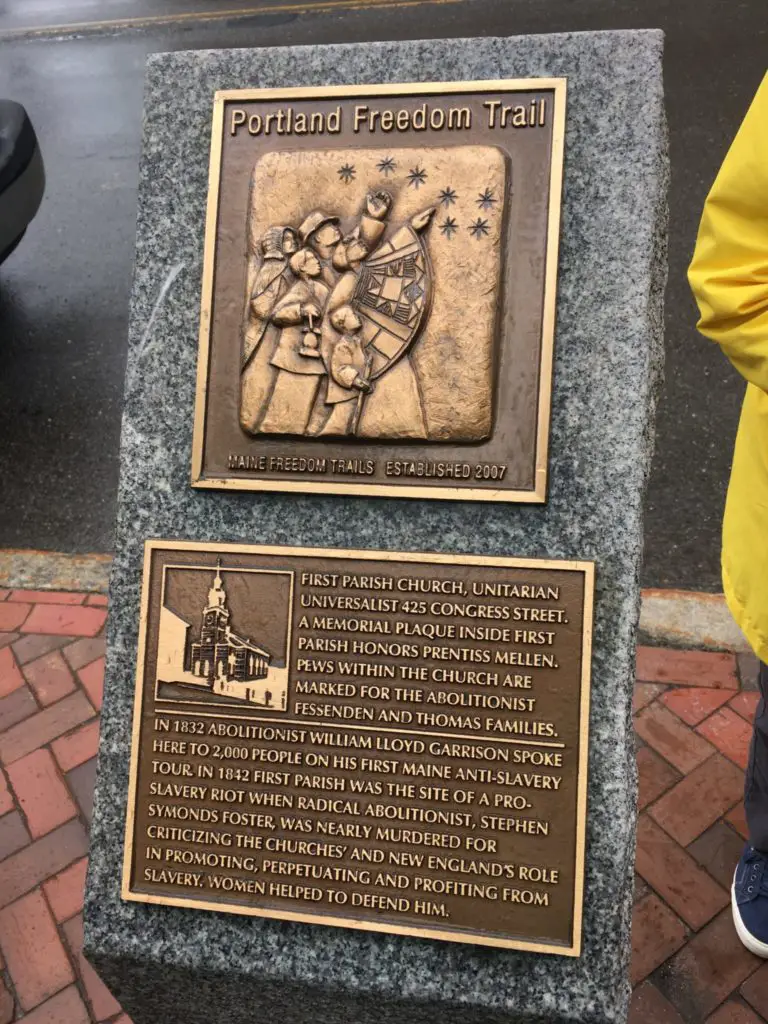 Portland Freedom Trail
MAINE FREEDOM TRAILS ESTABLISHED 2007
FIRST PARISH CHURCH, UNITARIAN
UNIVERSALIST 425 CONGRESS STREET.
A MEMORIAL PLAQUE INSIDE FIRST
PARISH HONORS PRENTISS MELLEN.
PEWS WITHIN THE CHURCH ARE
MARKED FOR THE ABOLITIONIST
FESSENDEN AND THOMAS FAMILIES.
IN 1832 ABOLITIONIST WILLIAM LLOYD GARRISON SPOKE
HERE TO 2,000 PEOPLE ON HIS FIRST MAINE ANTI-SLAVERY
TOUR. IN 1842 FIRST PARISH WAS THE SITE OF A PRO-
SLAVERY RIOT WHEN RADICAL ABOLITIONIST, STEPHEN
SYMONDS FOSTER, WAS NEARLY MURDERED FOR
CRITICIZING THE CHURCHES' AND NEW ENGLAND'S ROLE
IN PROMOTING, PERPETUATING AND PROFITING FROM
SLAVERY. WOMEN HELPED TO DEFEND HIM.